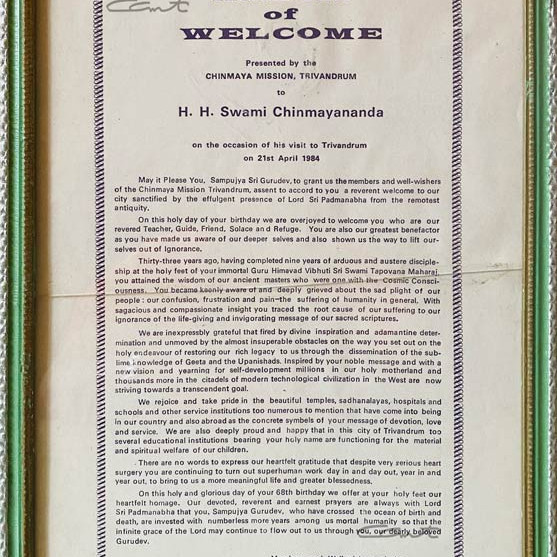 of
WELCOME
Presented by the
CHINMAYA MISSION, TRIVANDRUM
to
H. H. Swami Chinmayananda
on the occasion of his visit to Trivandrum
on 21st April 1984
May it Please You, Sampujya Sri Gurudev, to grant us the members and well-wishers
of the Chinmaya Mission Trivandrum, assent to accord to you a reverent welcome to our
city sanctified by the effulgent presence of Lord Sri Padmanabha from the remotest
antiquity.
On this holy day of your birthday we are overjoyed to welcome you who are our
revered Teacher, Guide, Friend, Solace and Refuge. You are also our greatest benefactor
as you have made us aware of our deeper selves and also shown us the way to lift our-
selves out of ignorance.
Thirty-three years ago, having completed nine years of arduous and austere disciple-
ship at the holy feet of your immortal Guru Himavad Vibhuti Sri Swami Tapovana Maharaj
you attained the wisdom of our ancient masters who were one with the Cosmic Consci-
ousness. You became keenly aware of and deeply grieved about the sad plight of our
people : our confusion, frustration and pain—the suffering of humanity in general. With
sagacious and compassionate insight you traced the root cause of our suffering to our
ignorance of the life-giving and invigorating message of our sacred scriptures.
We are inexpressibly grateful that fired by divine inspiration and adamantine deter-
mination and unmoved by the almost insuperable obstacles on the way you set out on the
holy endeavour of restoring our rich legacy to us through the dissemination of the sub-
lime knowledge of Geeta and the Upanishads. Inspired by your noble message and with a
new vision and yearning for self-development millions in our holy motherland and
thousands more in the citadels of modern technological civilization in the West are now
striving towards a transcendent goal.
We rejoice and take pride in the beautiful temples, sadhanalayas, hospitals and
schools and other service institutions too numerous to mention that have come into being
in our country and also abroad as the concrete symbols of your message of devotion, love
and service. We are also deeply proud and happy that in this city of Trivandrum too
several educational institutions bearing your holy name are functioning for the material
and spiritual welfare of our children.
There are no words to express our heartfelt gratitude that despite very serious heart
surgery you are continuing to turn out superhuman work day in and day out, year in and
year out, to bring to us a more meaningful life and greater blessedness.
On this holy and glorious day of your 68th birthday we offer at your holy feet our
heartfelt homage. Our devoted, reverent and earnest prayers are always with Lord
Sri Padmanabha that you, Sampujya Gurudev, who have crossed the ocean of birth and
death, are invested with numberless more years among us mortal humanity so that the
infinite grace of the Lord may continue to flow out to us through you, our dearly beloved
Gurudev.